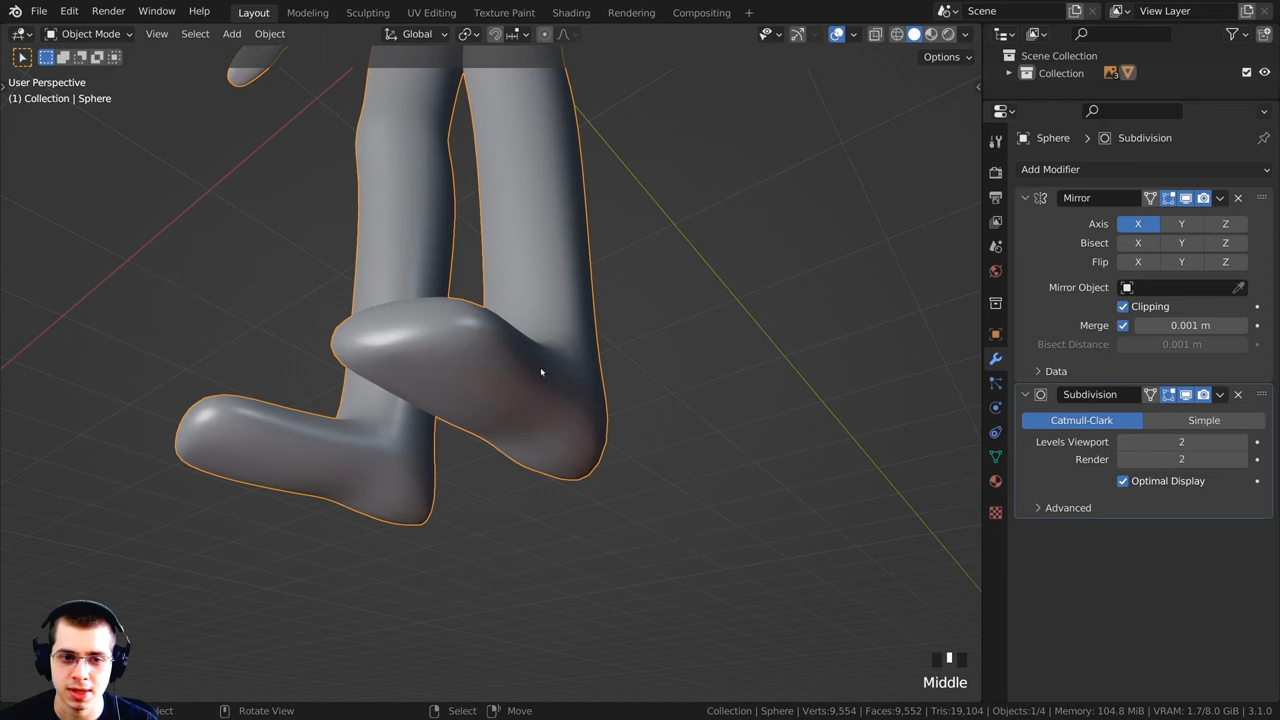 File Edit Render Window Help Layout Modeling Sculpting UV Editing Texture Paint Shading Rendering Compositing + Scene View Layer
Object Mode View Select Add Object Global
Options
User Perspective
(1) Collection | Sphere
Scene Collection
Collection 3
Sphere > Subdivision
Add Modifier
Mirror
Axis X Y Z
Bisect X Y Z
Flip X Y Z
Mirror Object
Clipping
Merge 0.001 m
Bisect Distance 0.001 m
Data
Subdivision
Catmull-Clark Simple
Levels Viewport 2
Render 2
Optimal Display
Advanced
Middle
lect Rotate View Select Move Collection | Sphere | Verts:9,554 | Faces:9,552 | Tris:19,104 | Objects:1/4 | Memory: 104.8 MiB | VRAM: 1.7/8.0 GiB | 3.1.0